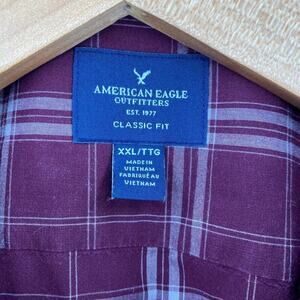 AMERICAN EAGLE
OUTFITTERS
EST. 1977
CLASSIC FIT
XXL/TTG
MADE IN
VIETNAM
FABRIQUÉ AU
VIETNAM